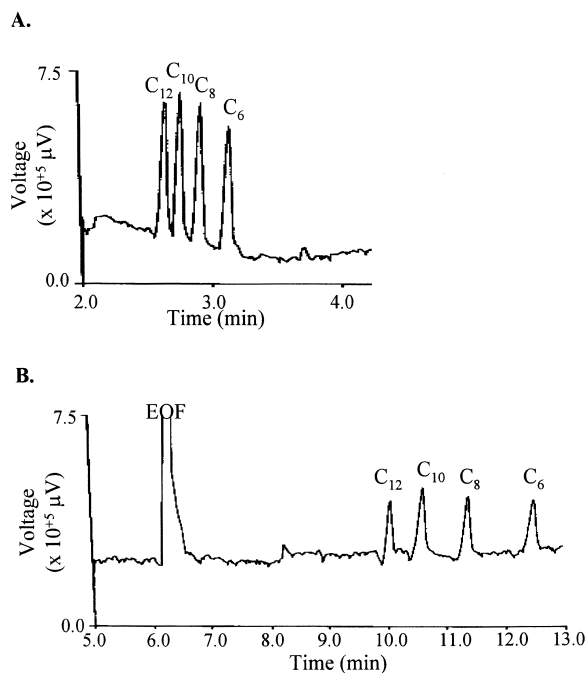 A.
7.5
C₁₂ C₁₀ C₈ C₆
Voltage
(x 10⁺⁵ µV)
0.0
2.0 3.0 4.0
Time (min)
B.
7.5
EOF
C₁₂ C₁₀ C₈ C₆
Voltage
(x 10⁺⁵ µV)
0.0
5.0 6.0 7.0 8.0 9.0 10.0 11.0 12.0 13.0
Time (min)